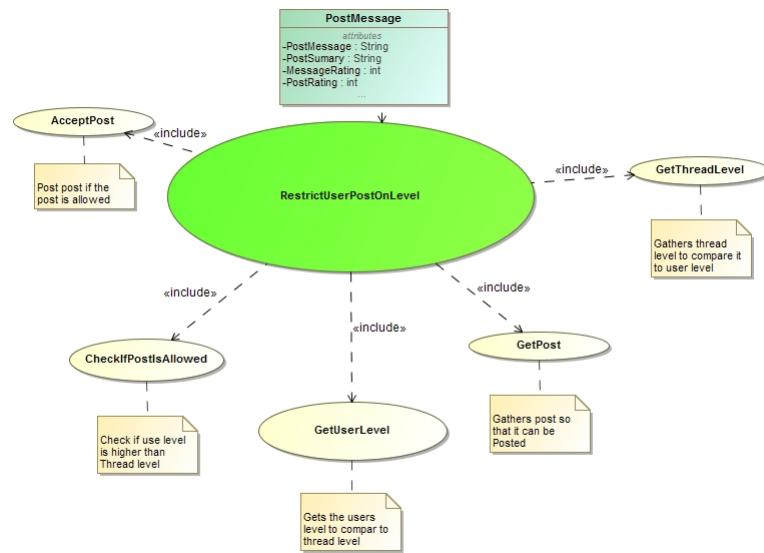 PostMessage
attributes
-PostMessage : String
-PostSumary : String
-MessageRating : int
-PostRating : int
...
AcceptPost
«include»
Post post if the
post is allowed
RestrictUserPostOnLevel
«include»
GetThreadLevel
Gathers thread
level to compare it
to user level
«include»
«include»
«include»
CheckIfPostIsAllowed
Check if use level
is higher than
Thread level
GetUserLevel
Gets the users
level to compar to
thread level
GetPost
Gathers post so
that it can be
Posted